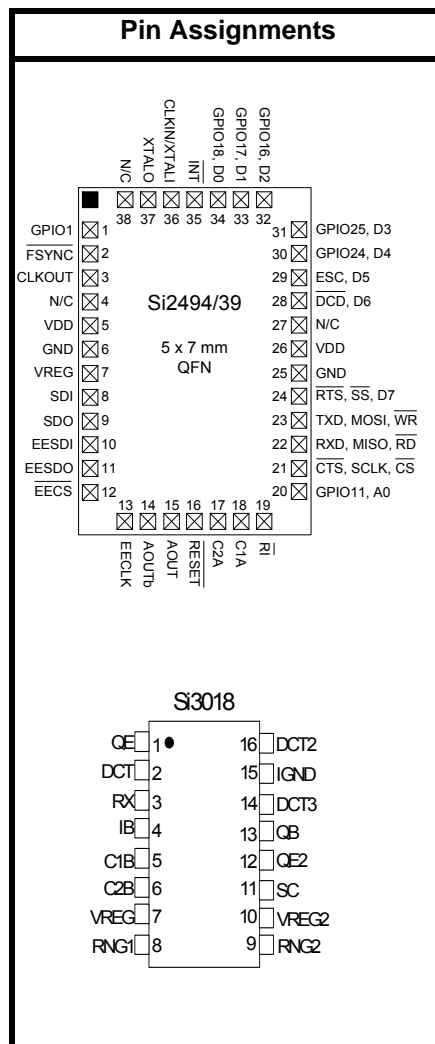 Pin Assignments
N/C
XTALO
CLKIN/XTALI
INT
GPIO18, D0
GPIO17, D1
GPIO16, D2
38 37 36 35 34 33 32
GPIO1 1
FSYNC 2
CLKOUT 3
N/C 4
VDD 5
GND 6
VREG 7
SDI 8
SDO 9
EESDI 10
EESDO 11
EECS 12
Si2494/39
5 x 7 mm
QFN
31 GPIO25, D3
30 GPIO24, D4
29 ESC, D5
28 DCD, D6
27 N/C
26 VDD
25 GND
24 RTS, SS, D7
23 TXD, MOSI, WR
22 RXD, MISO, RD
21 CTS, SCLK, CS
20 GPIO11, A0
13 14 15 16 17 18 19
EECLK
AOUTb
AOUT
RESET
C2A
C1A
RI
Si3018
QE 1 16 DCT2
DCT 2 15 IGND
RX 3 14 DCT3
IB 4 13 QB
C1B 5 12 QE2
C2B 6 11 SC
VREG 7 10 VREG2
RNG1 8 9 RNG2